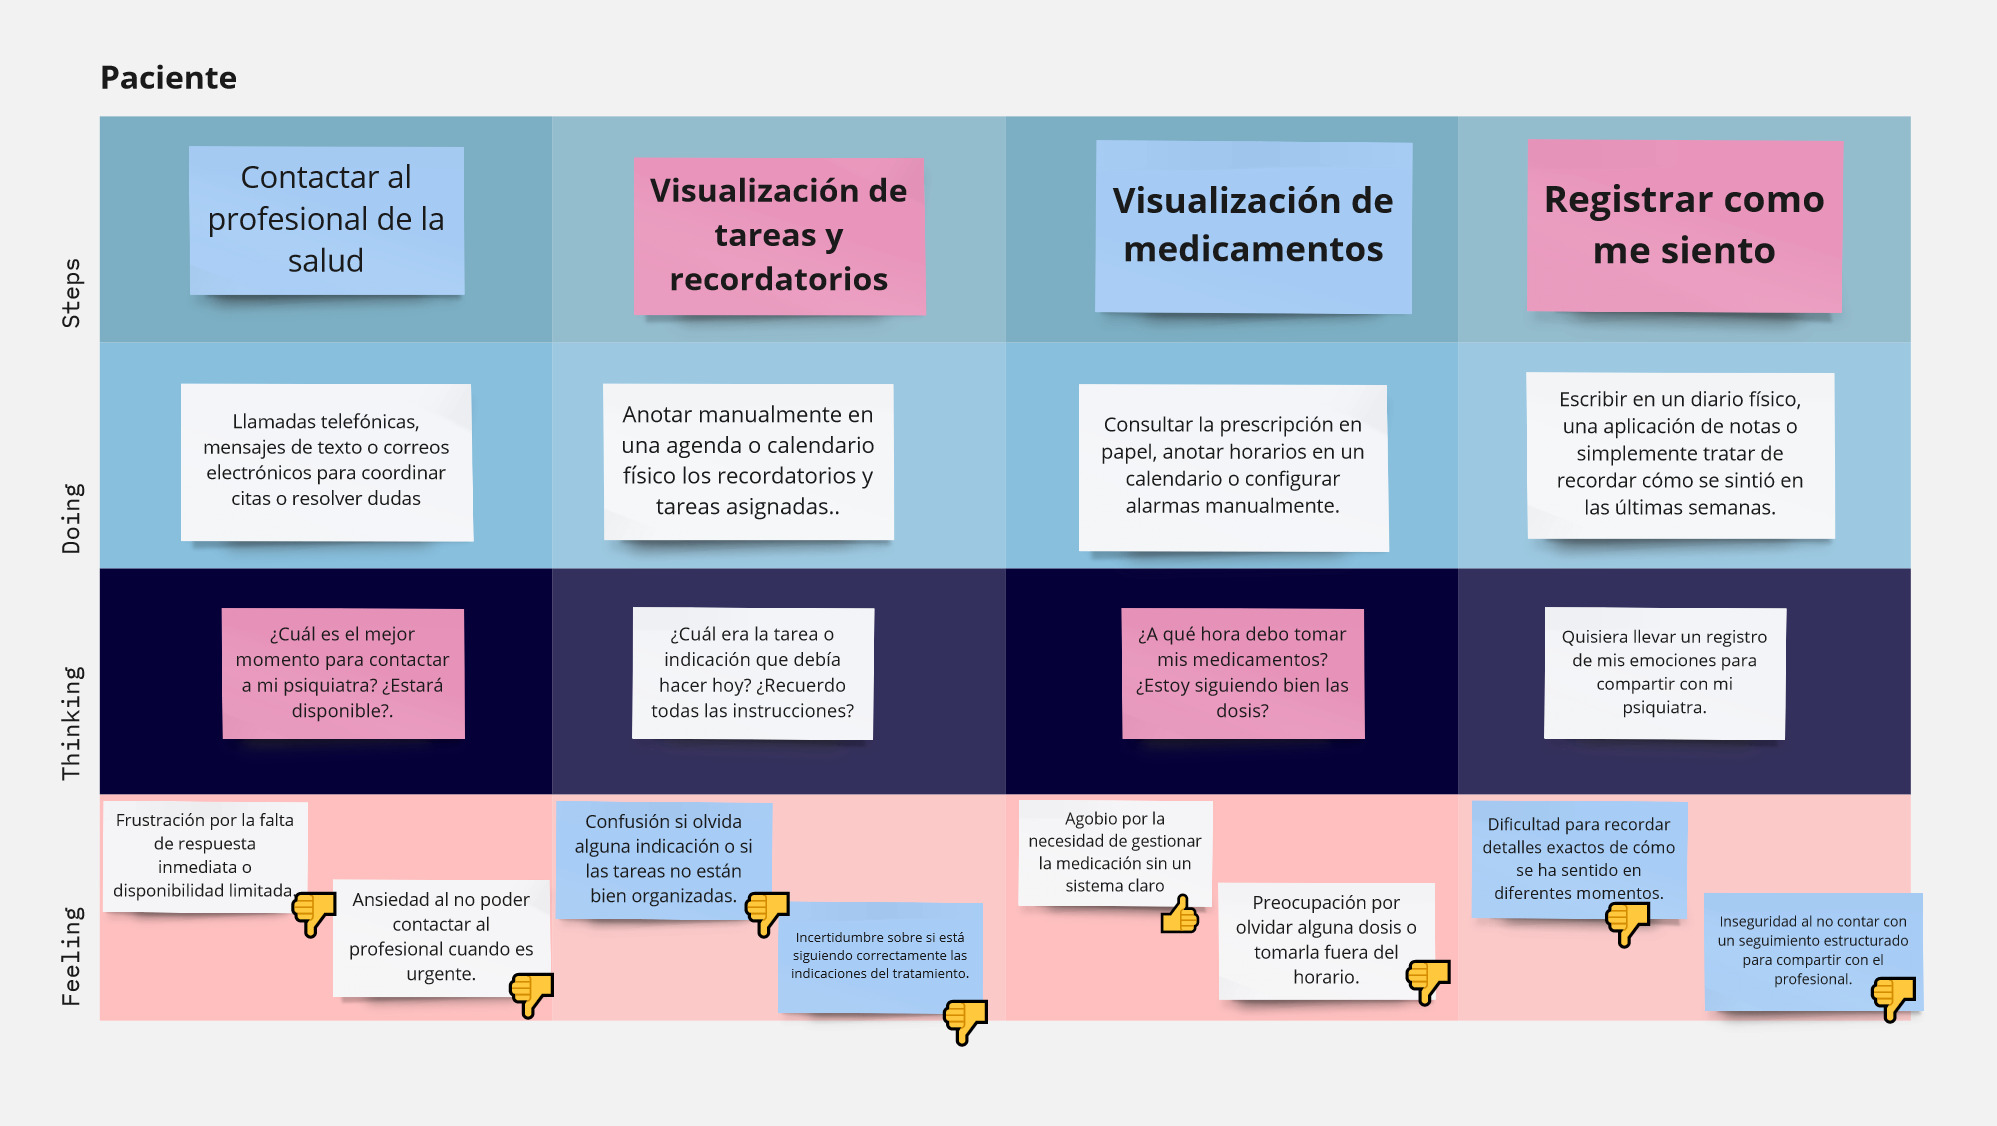 Paciente
Steps
Contactar al
profesional de la
salud
Visualización de
tareas y
recordatorios
Visualización de
medicamentos
Registrar como
me siento
Doing
Llamadas telefónicas,
mensajes de texto o correos
electrónicos para coordinar
citas o resolver dudas
Anotar manualmente en
una agenda o calendario
físico los recordatorios y
tareas asignadas..
Consultar la prescripción en
papel, anotar horarios en un
calendario o configurar
alarmas manualmente.
Escribir en un diario físico,
una aplicación de notas o
simplemente tratar de
recordar cómo se sintió en
las últimas semanas.
Thinking
¿Cuál es el mejor
momento para contactar
a mi psiquiatra? ¿Estará
disponible?.
¿Cuál era la tarea o
indicación que debía
hacer hoy? ¿Recuerdo
todas las instrucciones?
¿A qué hora debo tomar
mis medicamentos?
¿Estoy siguiendo bien las
dosis?
Quisiera llevar un registro
de mis emociones para
compartir con mi
psiquiatra.
Feeling
Frustración por la falta
de respuesta
inmediata o
disponibilidad limitada.
Ansiedad al no poder
contactar al
profesional cuando es
urgente.
Confusión si olvida
alguna indicación o si
las tareas no están
bien organizadas.
Incertidumbre sobre si está
siguiendo correctamente las
indicaciones del tratamiento.
Agobio por la
necesidad de gestionar
la medicación sin un
sistema claro
Preocupación por
olvidar alguna dosis o
tomarla fuera del
horario.
Dificultad para recordar
detalles exactos de cómo
se ha sentido en
diferentes momentos.
Inseguridad al no contar con
un seguimiento estructurado
para compartir con el
profesional.